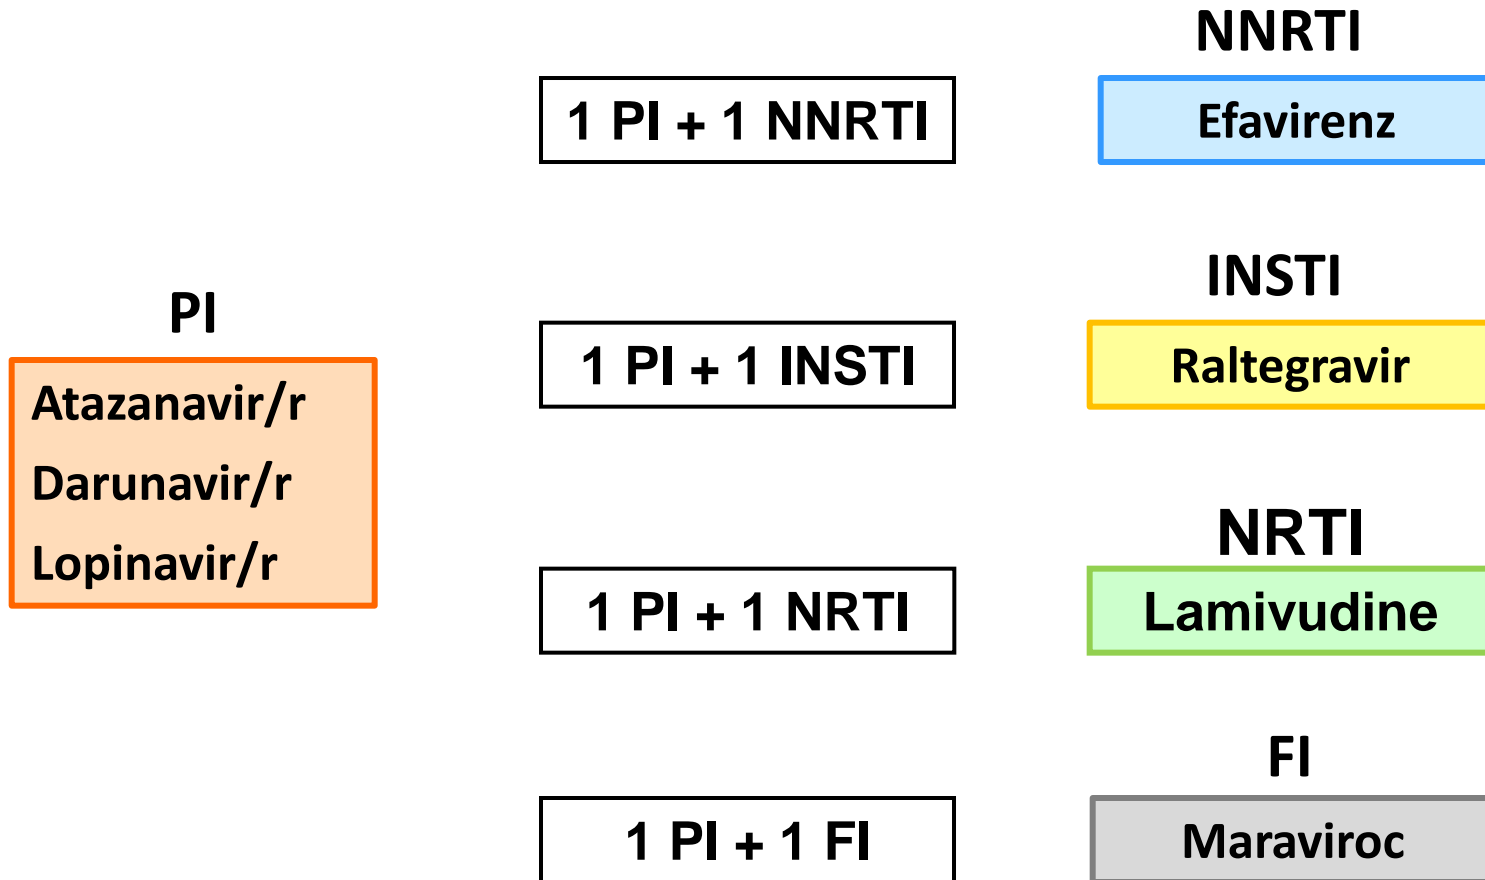 NNRTI
1 PI + 1 NNRTI
Efavirenz
INSTI
PI
1 PI + 1 INSTI
Raltegravir
Atazanavir/r
Darunavir/r
Lopinavir/r
NRTI
1 PI + 1 NRTI
Lamivudine
FI
1 PI + 1 FI
Maraviroc